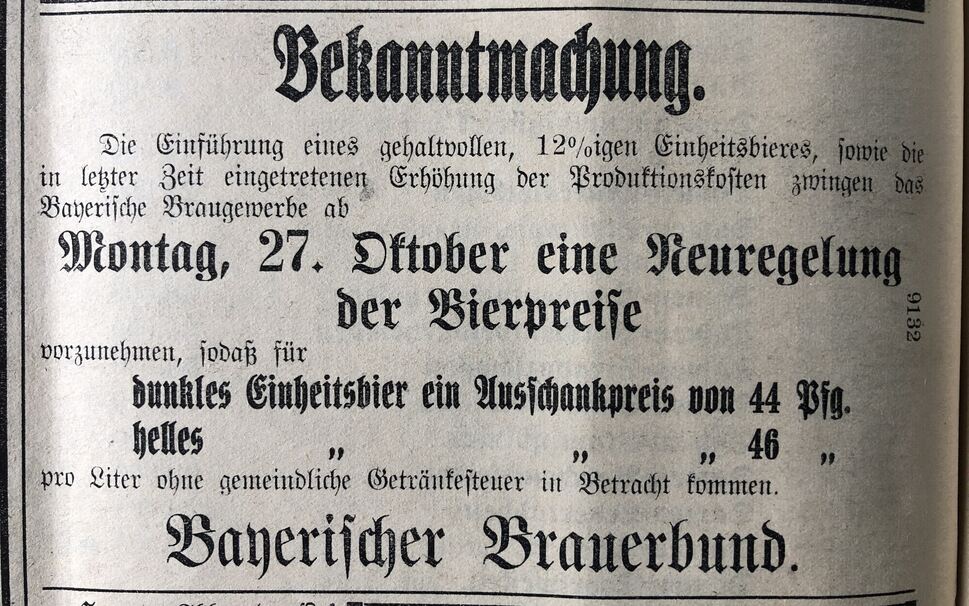 Bekanntmachung.
Die Einführung eines gehaltvollen, 12%igen Einheitsbieres, sowie die
in letzter Zeit eingetretenen Erhöhung der Produktionskosten zwingen das
Bayerische Braugewerbe ab
Montag, 27. Oktober eine Neuregelung
der Bierpreise
9132
vorzunehmen, sodaß für
dunkles Einheitsbier ein Ausschankpreis von 44 Pfg.
helles „ „ „ 46 „
pro Liter ohne gemeindliche Getränkesteuer in Betracht kommen.
Bayerischer Brauerbund.